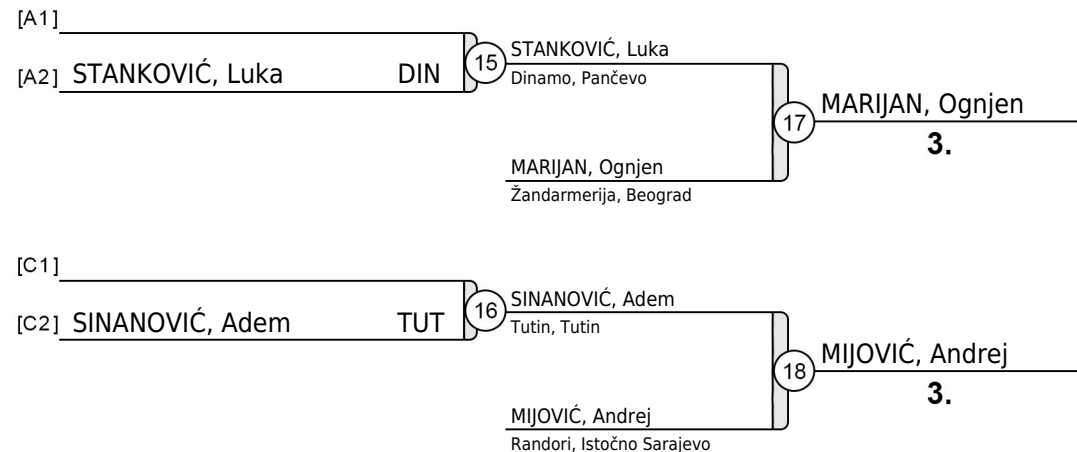 [A1]
[A2] STANKOVIĆ, Luka DIN
15
STANKOVIĆ, Luka
Dinamo, Pančevo
17
MARIJAN, Ognjen
3.
MARIJAN, Ognjen
Žandarmerija, Beograd
[C1]
[C2] SINANOVIĆ, Adem TUT
16
SINANOVIĆ, Adem
Tutin, Tutin
18
MIJOVIĆ, Andrej
3.
MIJOVIĆ, Andrej
Randori, Istočno Sarajevo